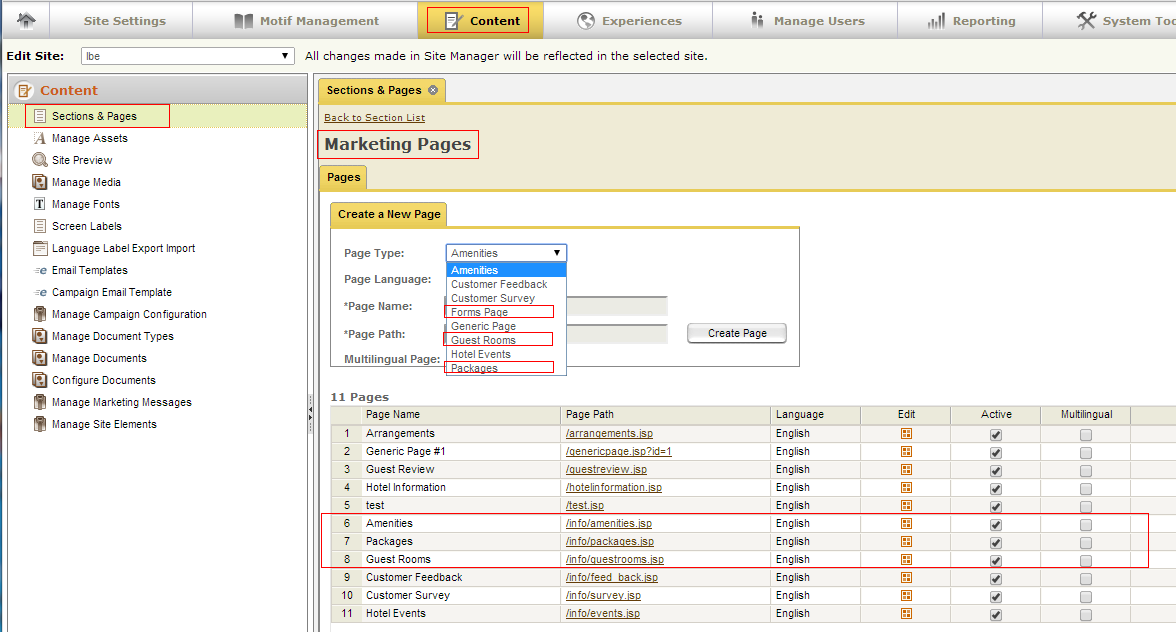 Site Settings Motif Management Content Experiences Manage Users Reporting System Too
Edit Site: lbe All changes made in Site Manager will be reflected in the selected site.
Content
Sections & Pages
Manage Assets
Site Preview
Manage Media
Manage Fonts
Screen Labels
Language Label Export Import
Email Templates
Campaign Email Template
Manage Campaign Configuration
Manage Document Types
Manage Documents
Configure Documents
Manage Marketing Messages
Manage Site Elements
Sections & Pages
Back to Section List
Marketing Pages
Pages
Create a New Page
Page Type: Amenities
Amenities
Customer Feedback
Page Language:
Customer Survey
*Page Name:
Forms Page
Generic Page
*Page Path:
Guest Rooms
Create Page
Hotel Events
Multilingual Page:
Packages
11 Pages
Page Name Page Path Language Edit Active Multilingual
1 Arrangements /arrangements.jsp English
2 Generic Page #1 /genericpage.jsp?id=1 English
3 Guest Review /guestreview.jsp English
4 Hotel Information /hotelinformation.jsp English
5 test /test.jsp English
6 Amenities /info/amenities.jsp English
7 Packages /info/packages.jsp English
8 Guest Rooms /info/guestrooms.jsp English
9 Customer Feedback /info/feed_back.jsp English
10 Customer Survey /info/survey.jsp English
11 Hotel Events /info/events.jsp English